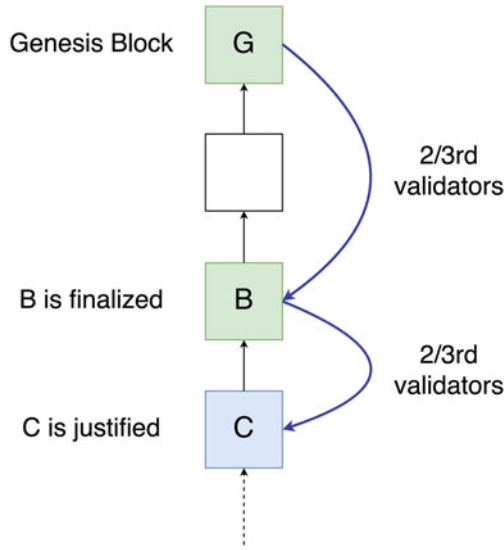 Genesis Block
G
2/3rd
validators
B is finalized
B
2/3rd
validators
C is justified
C